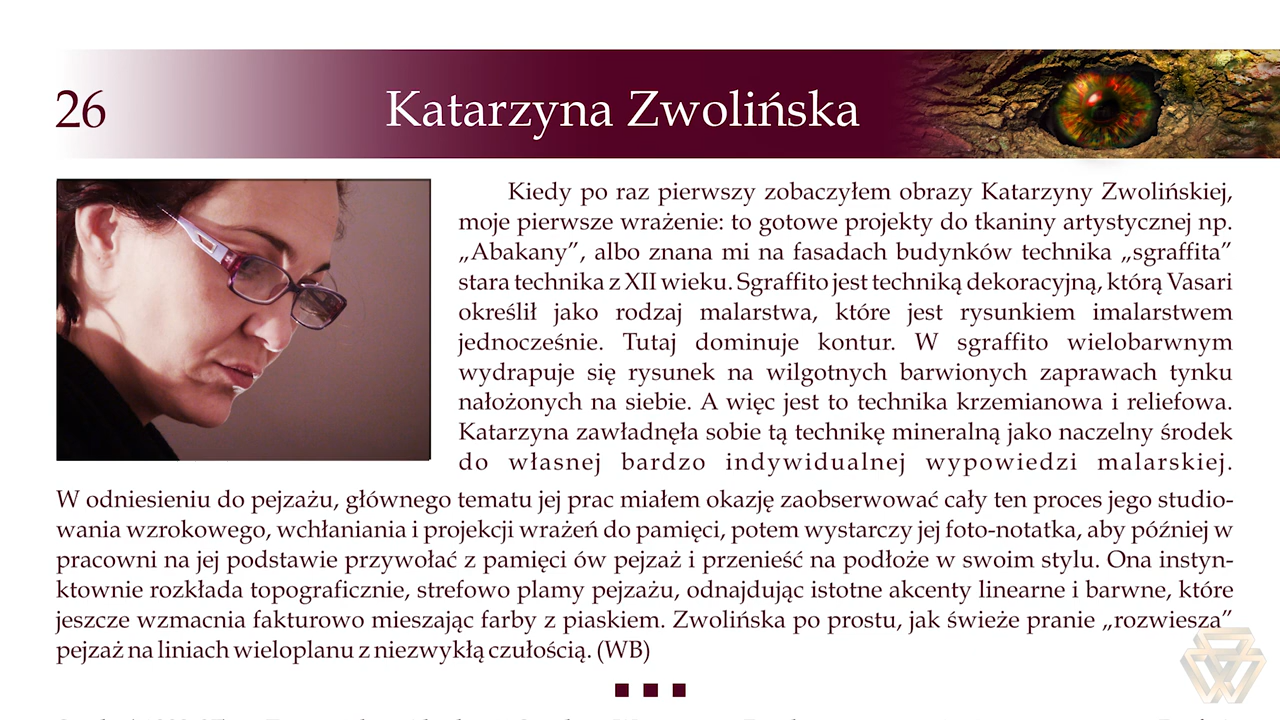 26
Katarzyna Zwolińska
Kiedy po raz pierwszy zobaczyłem obrazy Katarzyny Zwolińskiej,
moje pierwsze wrażenie: to gotowe projekty do tkaniny artystycznej np.
„Abakany”, albo znana mi na fasadach budynków technika „sgraffita”
stara technika z XII wieku. Sgraffito jest techniką dekoracyjną, którą Vasari
określił jako rodzaj malarstwa, które jest rysunkiem imalarstwem
jednocześnie. Tutaj dominuje kontur. W sgraffito wielobarwnym
wydrapuje się rysunek na wilgotnych barwionych zaprawach tynku
nałożonych na siebie. A więc jest to technika krzemianowa i reliefowa.
Katarzyna zawładnęła sobie tą technikę mineralną jako naczelny środek
do własnej bardzo indywidualnej wypowiedzi malarskiej.
W odniesieniu do pejzażu, głównego tematu jej prac miałem okazję zaobserwować cały ten proces jego studio-
wania wzrokowego, wchłaniania i projekcji wrażeń do pamięci, potem wystarczy jej foto-notatka, aby później w
pracowni na jej podstawie przywołać z pamięci ów pejzaż i przenieść na podłoże w swoim stylu. Ona instyn-
ktownie rozkłada topograficznie, strefowo plamy pejzażu, odnajdując istotne akcenty linearne i barwne, które
jeszcze wzmacnia fakturowo mieszając farby z piaskiem. Zwolińska po prostu, jak świeże pranie „rozwiesza”
pejzaż na liniach wieloplanu z niezwykłą czułością. (WB)